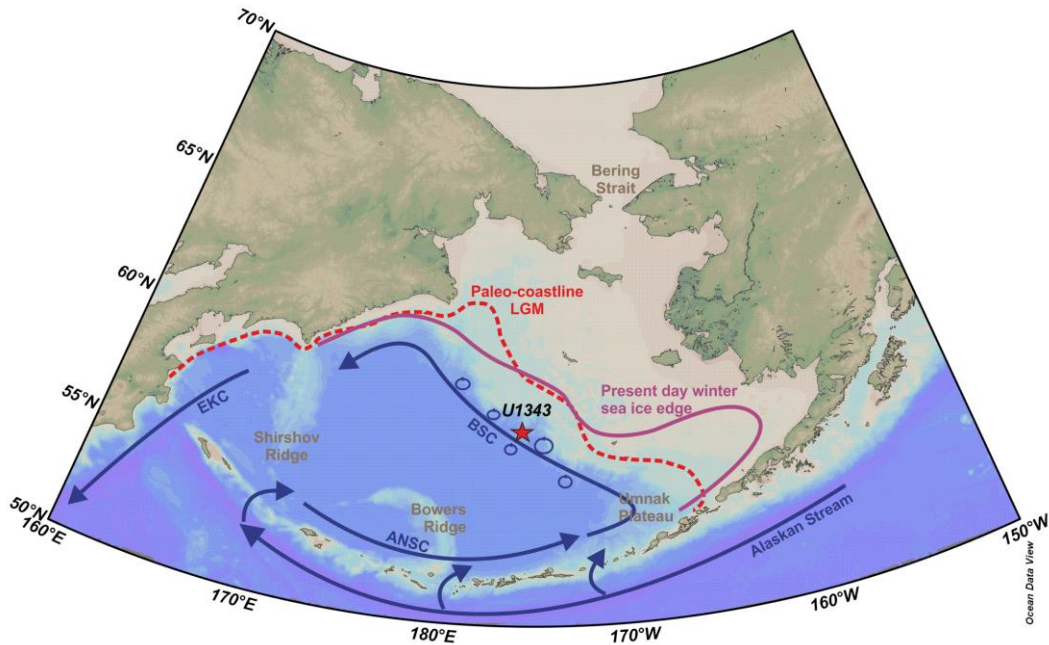 70°N
65°N
60°N
55°N
50°N
160°E
170°E
180°E
170°W
160°W
150°W
Bering
Strait
Paleo-coastline
LGM
Present day winter
sea ice edge
U1343
BSC
EKC
Shirshov
Ridge
Bowers
Ridge
Umnak
Plateau
ANSC
Alaskan Stream
Ocean Data View